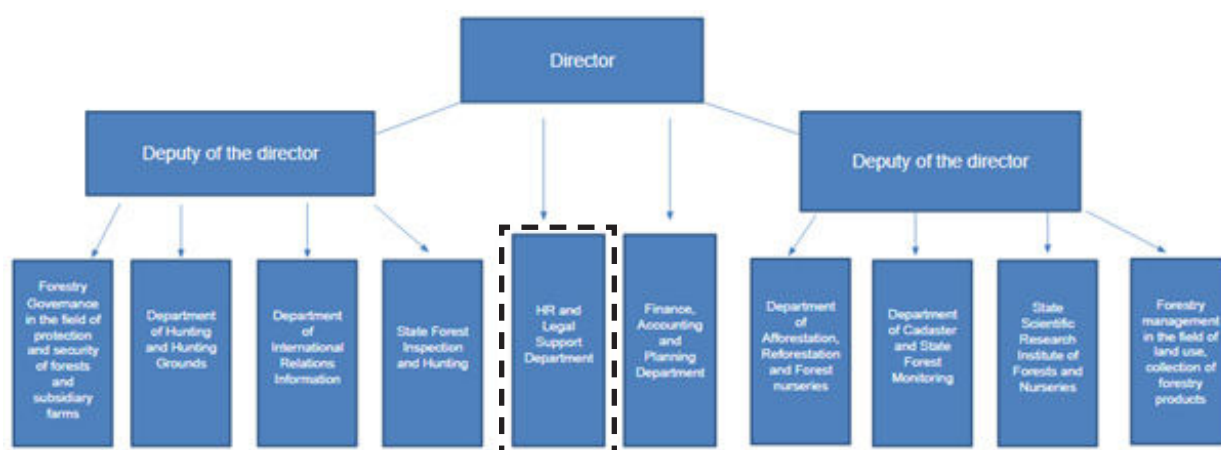 Director
Deputy of the director
Deputy of the director
Forestry
Governance
in the field of
protection
and security
of forests
and
subsidiary
farms
Department
of Hunting
and Hunting
Grounds
Department
of
International
Relations
Information
State Forest
Inspection
and Hunting
HR and
Legal
Support
Department
Finance,
Accounting
and
Planning
Department
Department
of
Afforestation,
Reforestation
and Forest
nurseries
Department
of Cadaster
and State
Forest
Monitoring
State
Scientific
Research
Institute of
Forests and
Nurseries
Forestry
management
in the field of
land use,
collection of
forestry
products